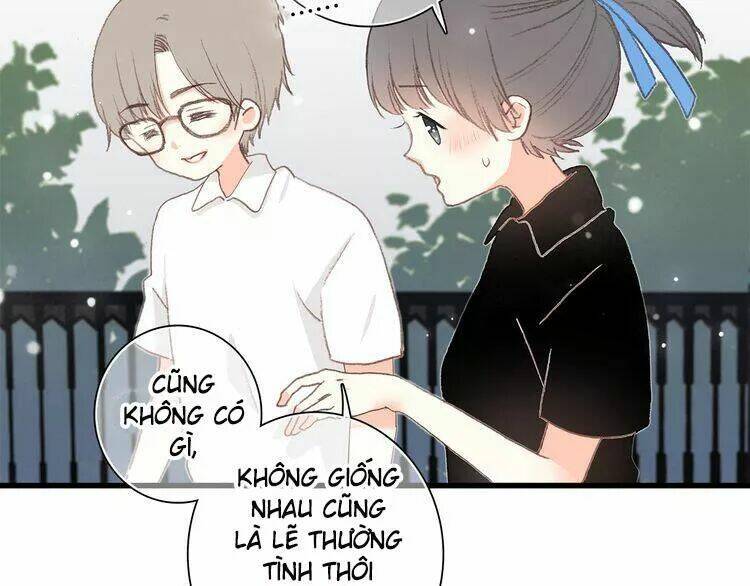 CŨNG
KHÔNG CÓ
GÌ,
KHÔNG GIỐNG
NHAU CŨNG
LÀ LẼ THƯỜNG
TÌNH THÔI